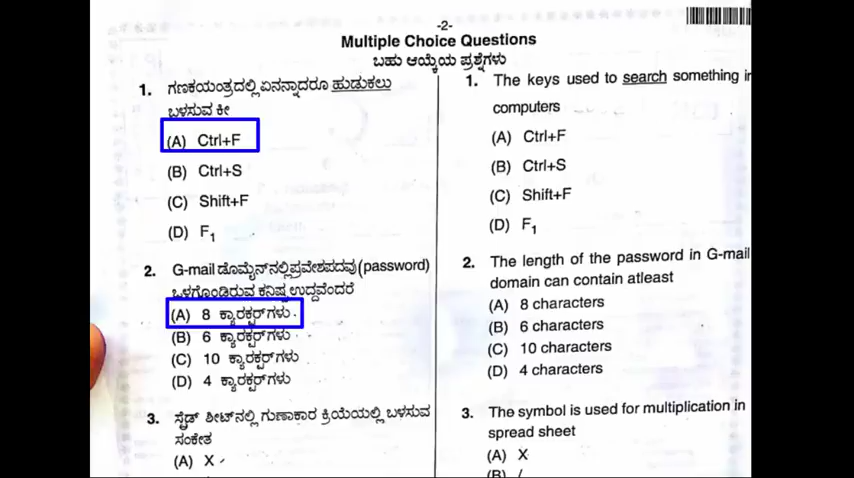 -2-
Multiple Choice Questions
ಬಹು ಆಯ್ಕೆಯ ಪ್ರಶ್ನೆಗಳು
1. ಗಣಕಯಂತ್ರದಲ್ಲಿ ಏನನ್ನಾದರೂ ಹುಡುಕಲು
ಬಳಸುವ ಕೀ
(A) Ctrl+F
(B) Ctrl+S
(C) Shift+F
(D) F1
2. G-mail ಡೊಮೈನ್‌ನಲ್ಲಿಪ್ರವೇಶಪದವು(password)
ಒಳಗೊಂಡಿರುವ ಕನಿಷ್ಠ ಉದ್ದವೆಂದರೆ
(A) 8 ಕ್ಯಾರಕ್ಟರ್‌ಗಳು.
(B) 6 ಕ್ಯಾರಕ್ಟರ್‌ಗಳು
(C) 10 ಕ್ಯಾರಕ್ಟರ್‌ಗಳು
(D) 4 ಕ್ಯಾರಕ್ಟರ್‌ಗಳು
3. ಸ್ಪ್ರೆಡ್ ಶೀಟ್‌ನಲ್ಲಿ ಗುಣಾಕಾರ ಕ್ರಿಯೆಯಲ್ಲಿ ಬಳಸುವ
ಸಂಕೇತ
(A) X
1. The keys used to search something in
computers
(A) Ctrl+F
(B) Ctrl+S
(C) Shift+F
(D) F1
2. The length of the password in G-mail
domain can contain atleast
(A) 8 characters
(B) 6 characters
(C) 10 characters
(D) 4 characters
3. The symbol is used for multiplication in
spread sheet
(A) X
(B) /